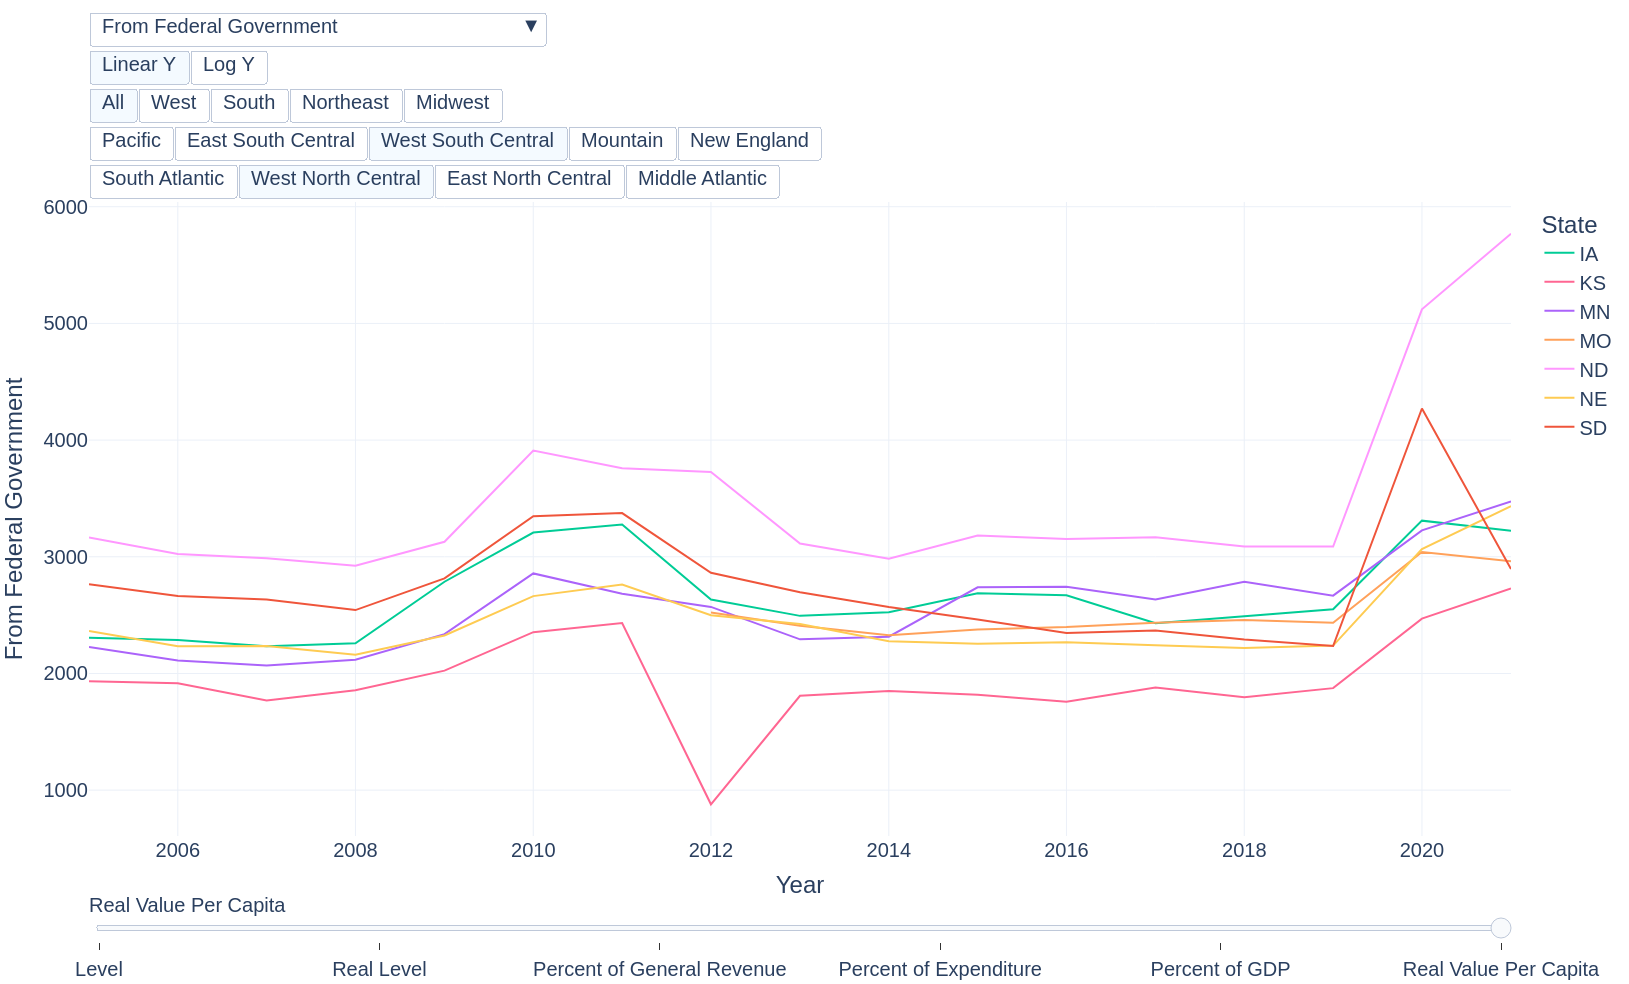 From Federal Government ▼
Linear Y Log Y
All West South Northeast Midwest
Pacific East South Central West South Central Mountain New England
South Atlantic West North Central East North Central Middle Atlantic
6000
5000
4000
3000
2000
1000
From Federal Government
2006 2008 2010 2012 2014 2016 2018 2020
Year
State
IA
KS
MN
MO
ND
NE
SD
Real Value Per Capita
Level Real Level Percent of General Revenue Percent of Expenditure Percent of GDP Real Value Per Capita